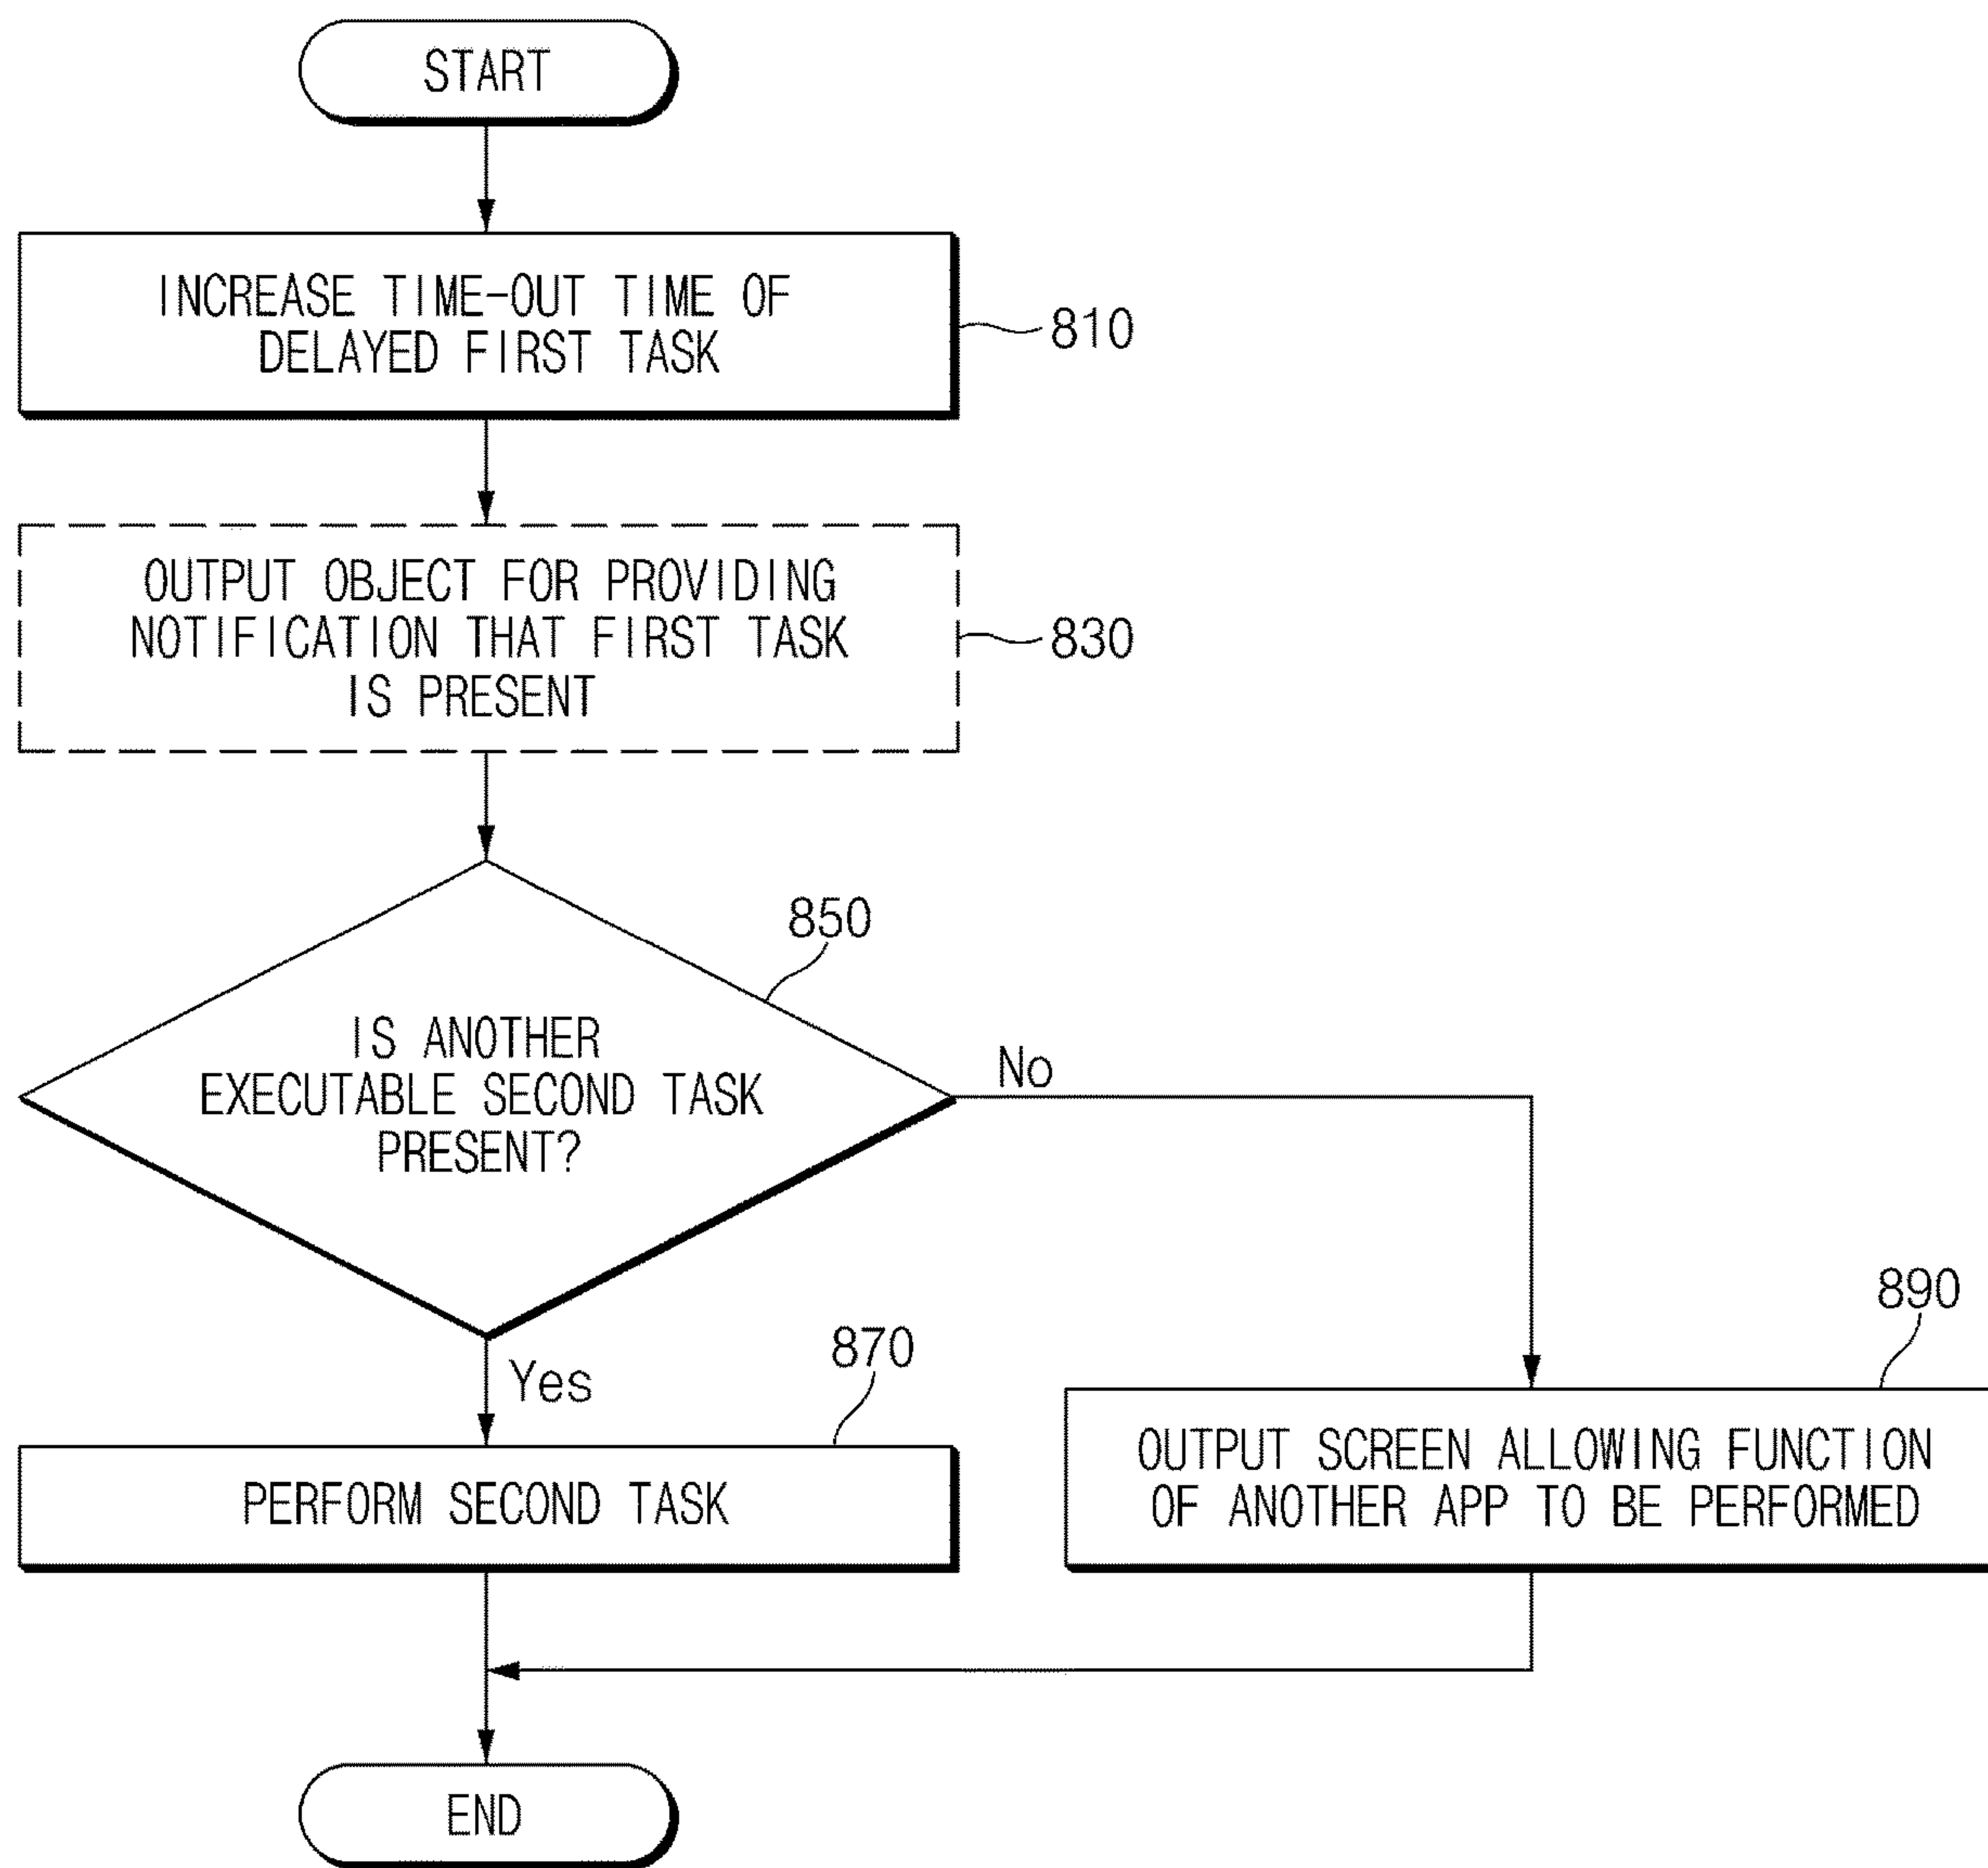 START
INCREASE TIME-OUT TIME OF
DELAYED FIRST TASK
810
OUTPUT OBJECT FOR PROVIDING
NOTIFICATION THAT FIRST TASK
IS PRESENT
830
850
IS ANOTHER
EXECUTABLE SECOND TASK
PRESENT?
No
Yes
870
PERFORM SECOND TASK
890
OUTPUT SCREEN ALLOWING FUNCTION
OF ANOTHER APP TO BE PERFORMED
END